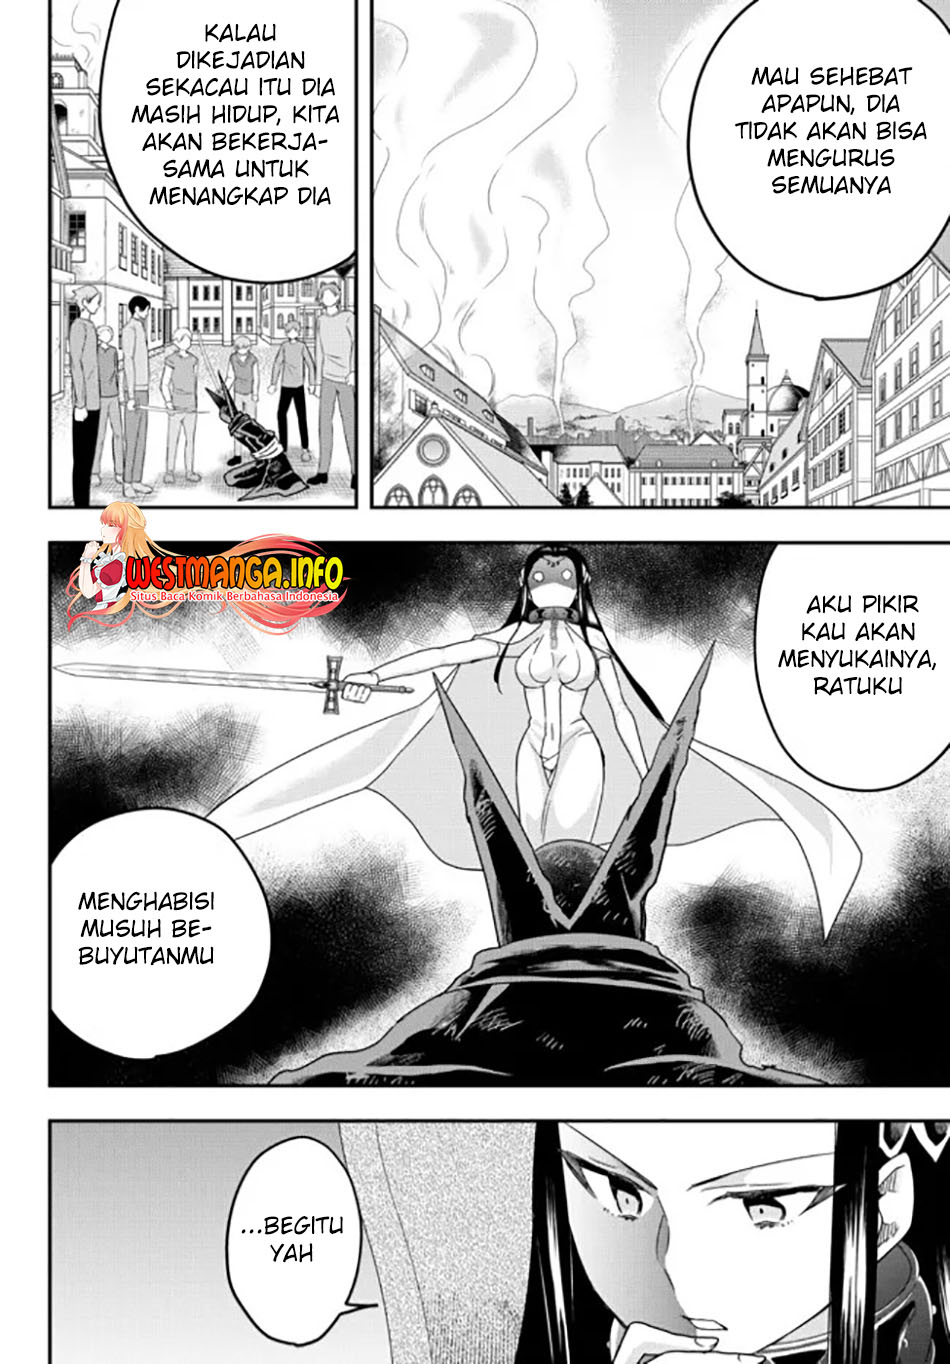 MAU SEHEBAT
APAPUN, DIA
TIDAK AKAN BISA
MENGURUS
SEMUANYA
KALAU
DIKEJADIAN
SEKACAU ITU DIA
MASIH HIDUP, KITA
AKAN BEKERJA-
SAMA UNTUK
MENANGKAP DIA
WESTMANGA.INFO
Situs Baca Komik Berbahasa Indonesia
AKU PIKIR
KAU AKAN
MENYUKAINYA,
RATUKU
MENGHABISI
MUSUH BE-
BUYUTANMU
...BEGITU
YAH